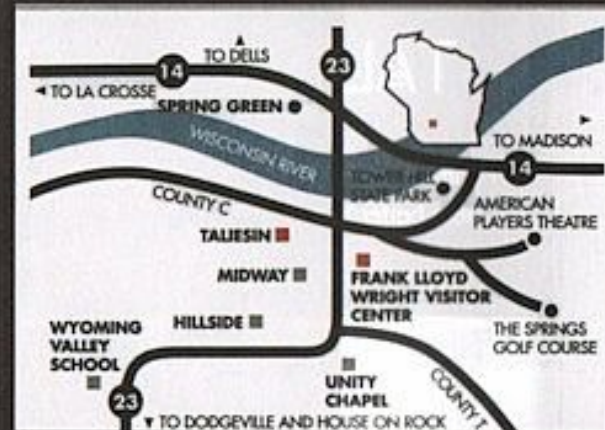 TO DELLS
14
23
TO LA CROSSE
SPRING GREEN
WISCONSIN RIVER
TO MADISON
14
TOWER HILL
STATE PARK
COUNTY C
AMERICAN
PLAYERS THEATRE
TALIESIN
MIDWAY
FRANK LLOYD
WRIGHT VISITOR
CENTER
HILLSIDE
WYOMING
VALLEY
SCHOOL
THE SPRINGS
GOLF COURSE
UNITY
CHAPEL
COUNTY T
23
TO DODGEVILLE AND HOUSE ON ROCK